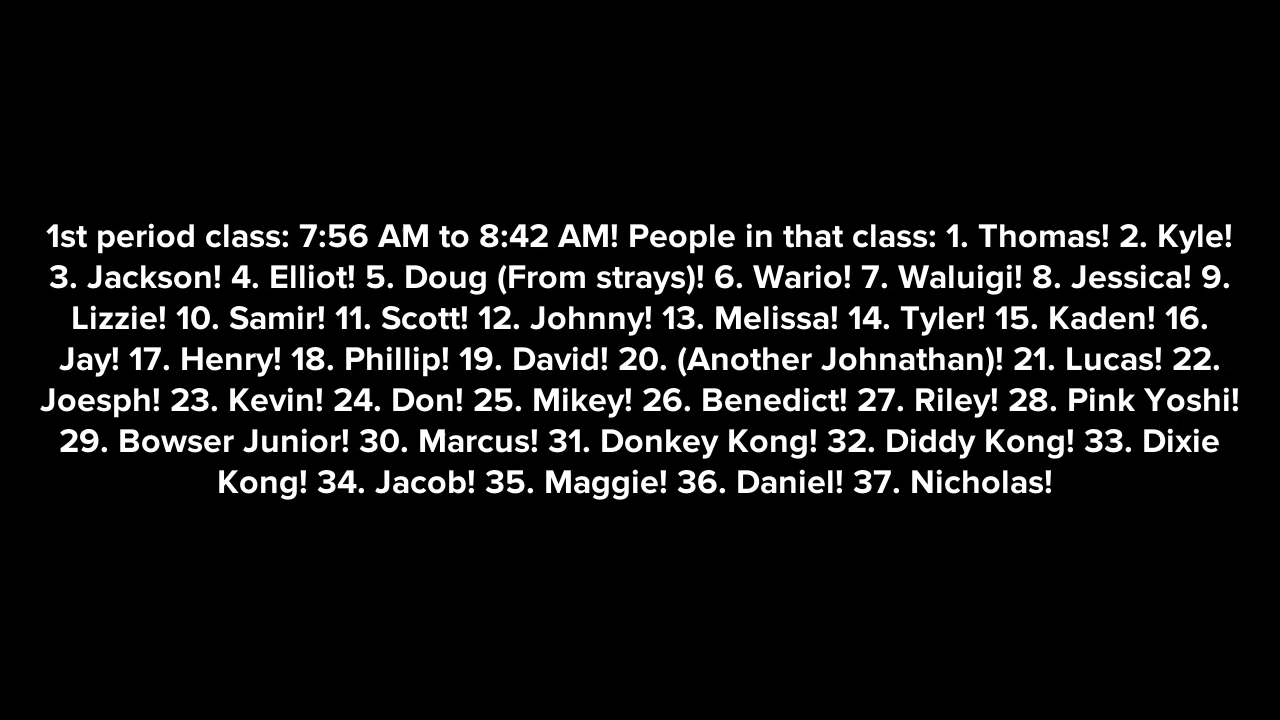 1st period class: 7:56 AM to 8:42 AM! People in that class: 1. Thomas! 2. Kyle!
3. Jackson! 4. Elliot! 5. Doug (From strays)! 6. Wario! 7. Waluigi! 8. Jessica! 9.
Lizzie! 10. Samir! 11. Scott! 12. Johnny! 13. Melissa! 14. Tyler! 15. Kaden! 16.
Jay! 17. Henry! 18. Phillip! 19. David! 20. (Another Johnathan)! 21. Lucas! 22.
Joesph! 23. Kevin! 24. Don! 25. Mikey! 26. Benedict! 27. Riley! 28. Pink Yoshi!
29. Bowser Junior! 30. Marcus! 31. Donkey Kong! 32. Diddy Kong! 33. Dixie
Kong! 34. Jacob! 35. Maggie! 36. Daniel! 37. Nicholas!